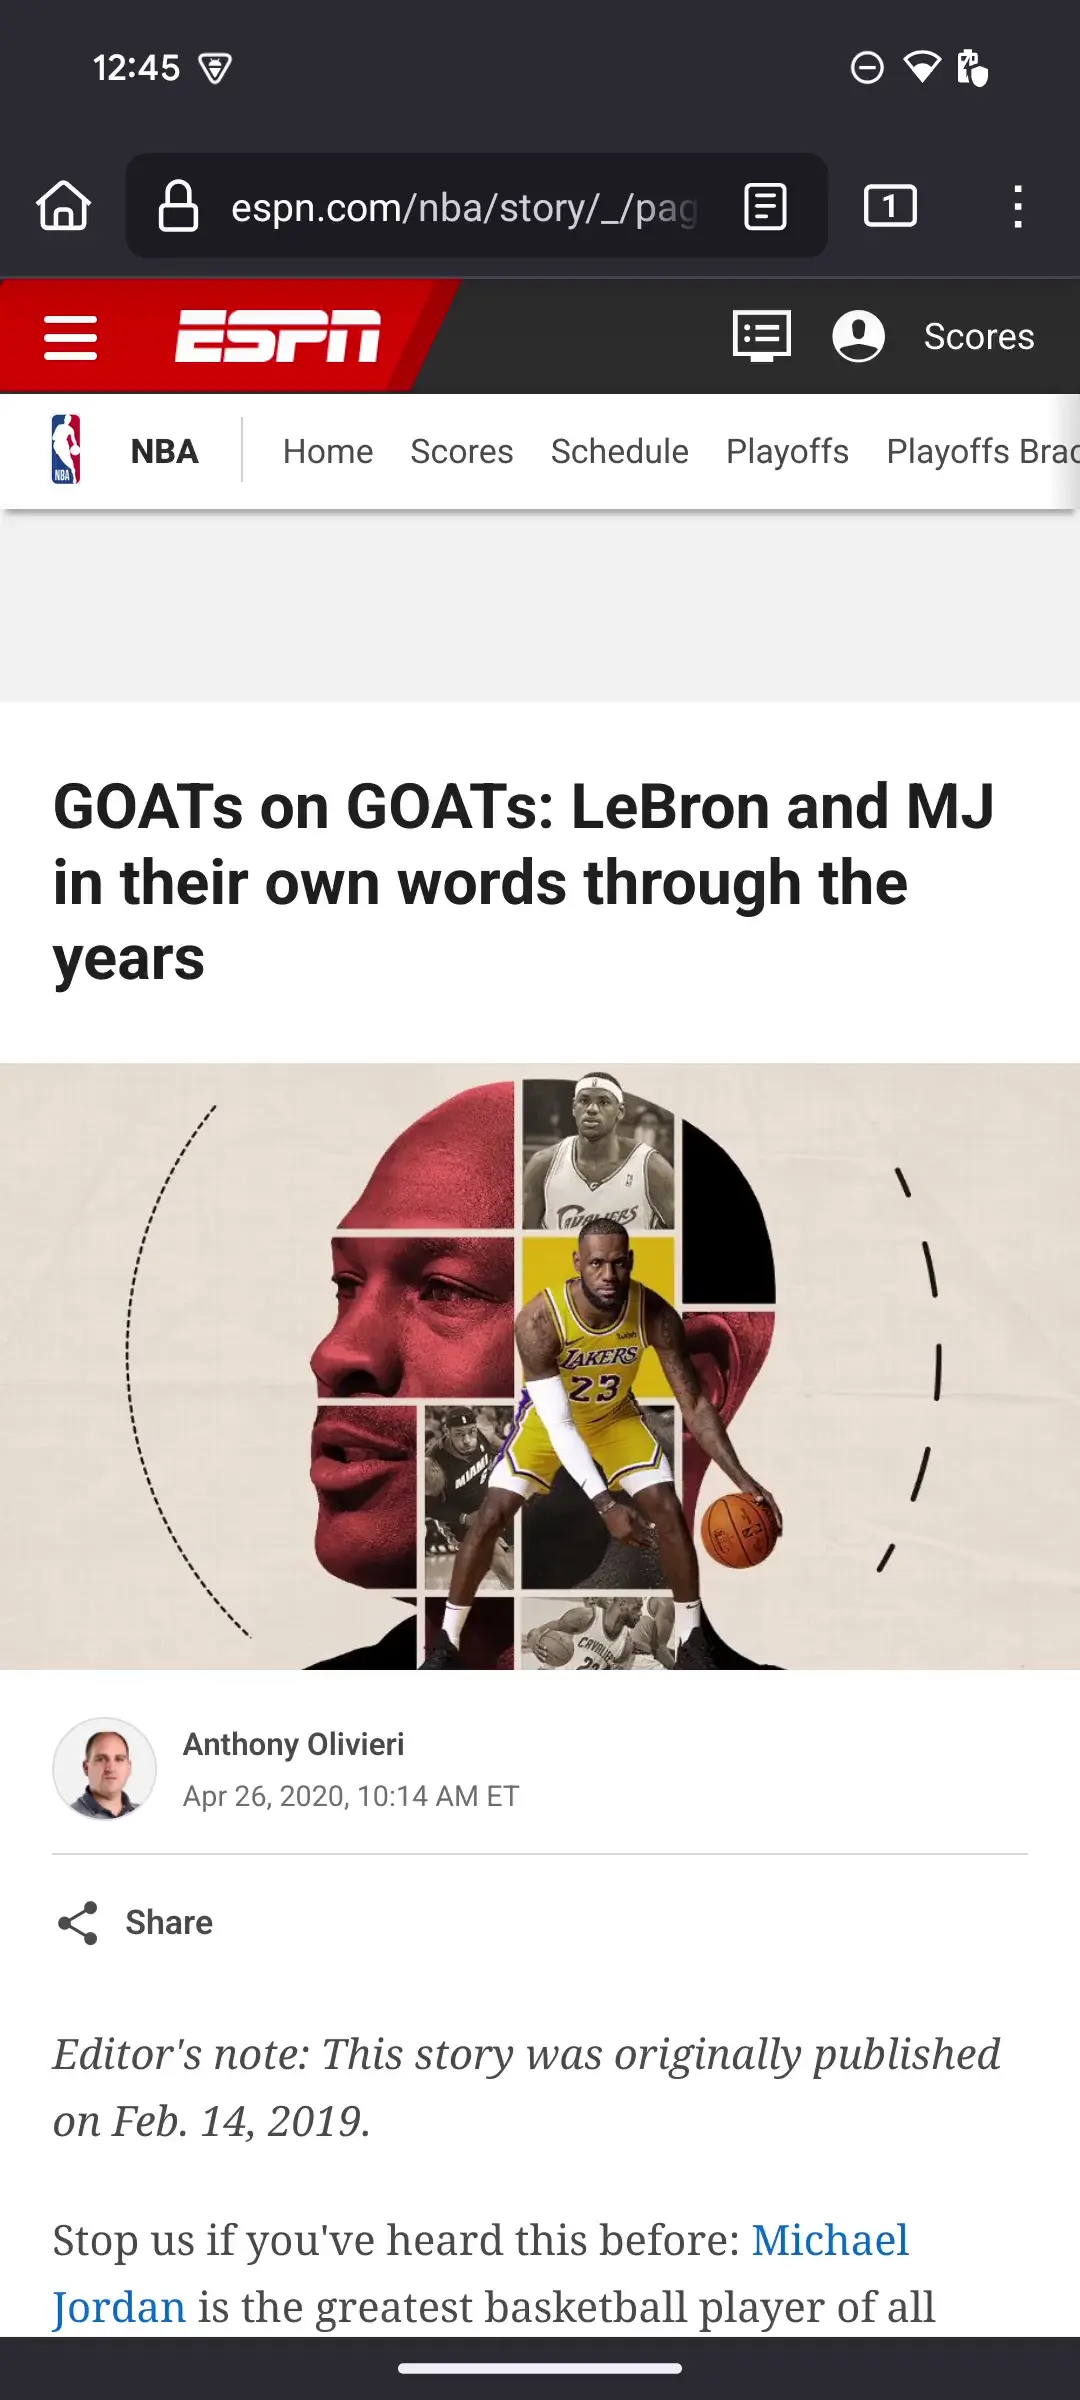 12:45
espn.com/nba/story/_/pag
1
ESPN
Scores
NBA
NBA
Home
Scores
Schedule
Playoffs
Playoffs Brac
GOATs on GOATs: LeBron and MJ
in their own words through the
years
CAVALIERS
LAKERS
23
MIAMI
Anthony Olivieri
Apr 26, 2020, 10:14 AM ET
Share
Editor's note: This story was originally published
on Feb. 14, 2019.
Stop us if you've heard this before: Michael
Jordan is the greatest basketball player of all